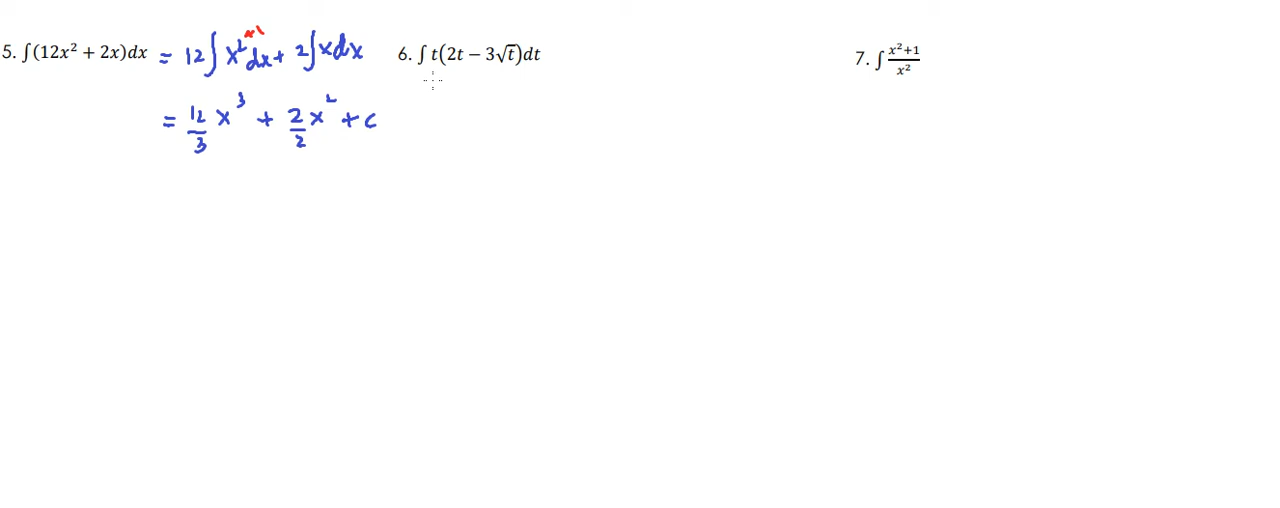 5. ∫(12x² + 2x)dx = 12∫x²dx + 2∫xdx
= 12/3 x³ + 2/2 x² + c
6. ∫ t(2t − 3√t)dt
7. ∫ (x²+1)/x²